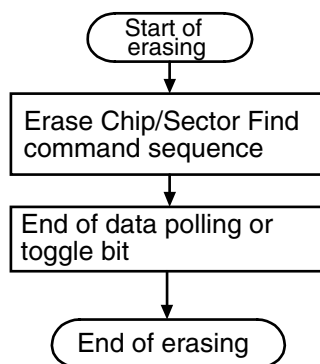 Start of
erasing
Erase Chip/Sector Find
command sequence
End of data polling or
toggle bit
End of erasing